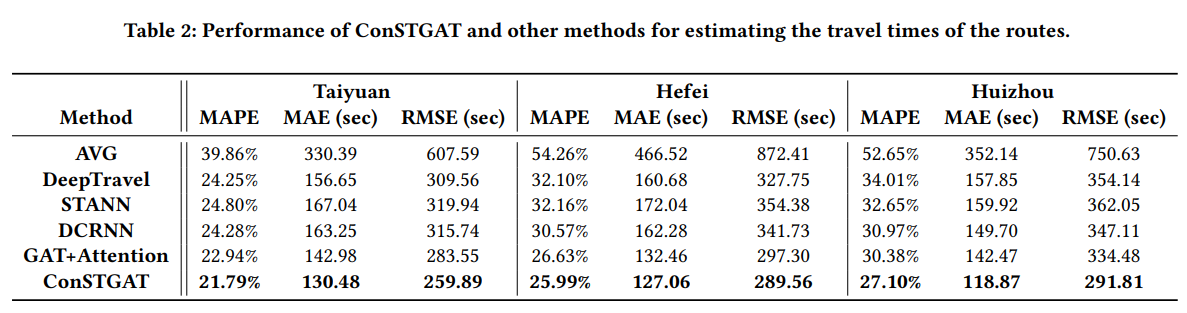 Table 2: Performance of ConSTGAT and other methods for estimating the travel times of the routes.
Taiyuan Hefei Huizhou
Method MAPE MAE (sec) RMSE (sec) MAPE MAE (sec) RMSE (sec) MAPE MAE (sec) RMSE (sec)
AVG 39.86% 330.39 607.59 54.26% 466.52 872.41 52.65% 352.14 750.63
DeepTravel 24.25% 156.65 309.56 32.10% 160.68 327.75 34.01% 157.85 354.14
STANN 24.80% 167.04 319.94 32.16% 172.04 354.38 32.65% 159.92 362.05
DCRNN 24.28% 163.25 315.74 30.57% 162.28 341.73 30.97% 149.70 347.11
GAT+Attention 22.94% 142.98 283.55 26.63% 132.46 297.30 30.38% 142.47 334.48
ConSTGAT 21.79% 130.48 259.89 25.99% 127.06 289.56 27.10% 118.87 291.81